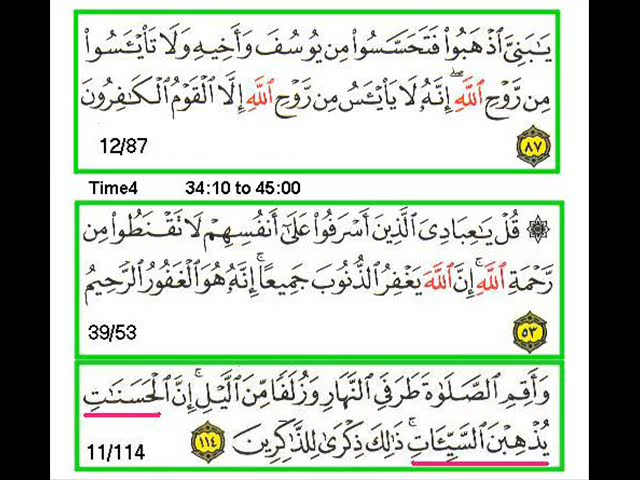 يَـٰبَنِىَّ ٱذْهَبُوا۟ فَتَحَسَّسُوا۟ مِن يُوسُفَ وَأَخِيهِ وَلَا تَا۟يْـَٔسُوا۟
مِن رَّوْحِ ٱللَّهِ ۖ إِنَّهُۥ لَا يَا۟يْـَٔسُ مِن رَّوْحِ ٱللَّهِ إِلَّا ٱلْقَوْمُ ٱلْكَـٰفِرُونَ
٨٧
12/87
Time4 34:10 to 45:00
۞ قُلْ يَـٰعِبَادِىَ ٱلَّذِينَ أَسْرَفُوا۟ عَلَىٰٓ أَنفُسِهِمْ لَا تَقْنَطُوا۟ مِن
رَّحْمَةِ ٱللَّهِ ۚ إِنَّ ٱللَّهَ يَغْفِرُ ٱلذُّنُوبَ جَمِيعًا ۚ إِنَّهُۥ هُوَ ٱلْغَفُورُ ٱلرَّحِيمُ
٥٣
39/53
وَأَقِمِ ٱلصَّلَوٰةَ طَرَفَىِ ٱلنَّهَارِ وَزُلَفًا مِّنَ ٱلَّيْلِ ۚ إِنَّ ٱلْحَسَنَـٰتِ
يُذْهِبْنَ ٱلسَّيِّـَٔاتِ ۚ ذَٰلِكَ ذِكْرَىٰ لِلذَّٰكِرِينَ ١١٤
11/114